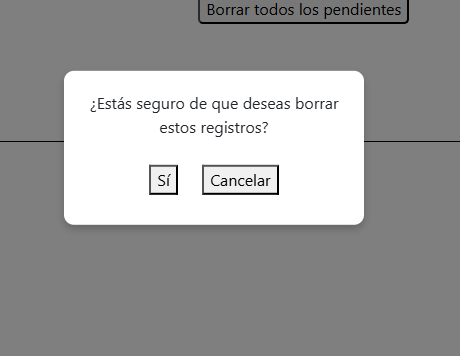 Borrar todos los pendientes
¿Estás seguro de que deseas borrar
estos registros?
Sí
Cancelar